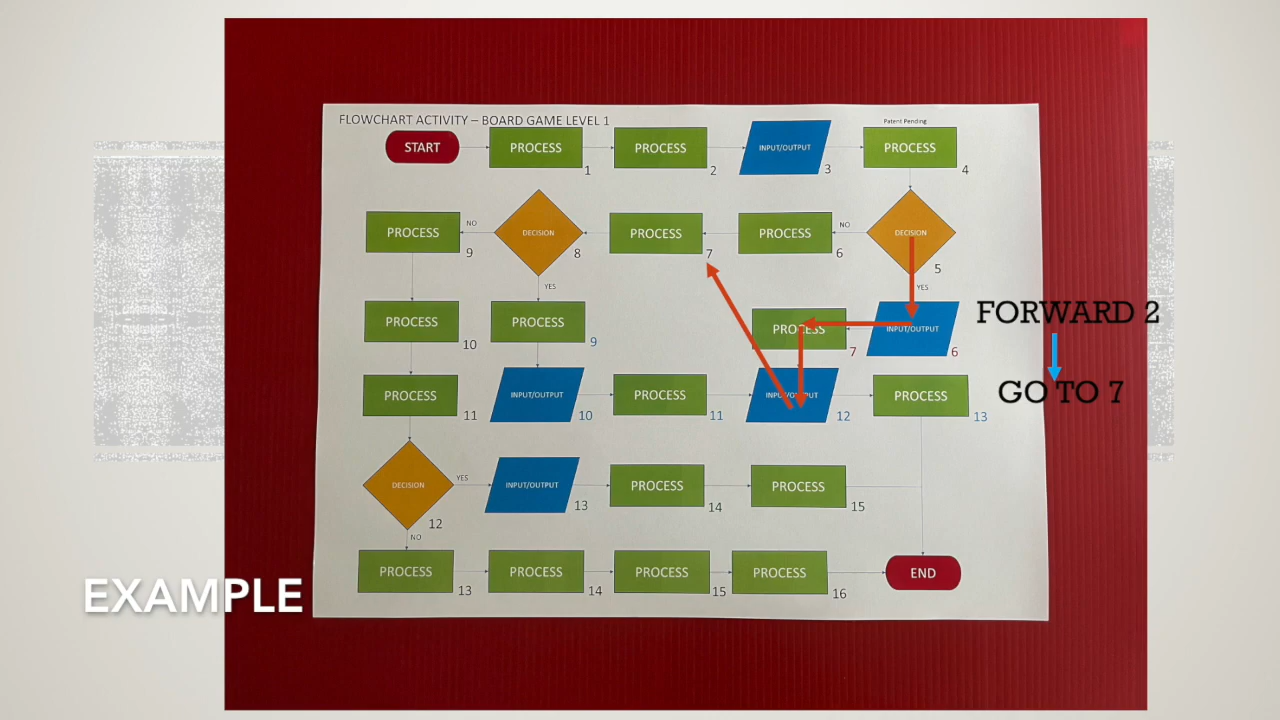 FLOWCHART ACTIVITY – BOARD GAME LEVEL 1
Patent Pending
START
PROCESS
1
PROCESS
2
INPUT/OUTPUT
3
PROCESS
4
PROCESS
9
NO
DECISION
8
PROCESS
7
PROCESS
6
NO
DECISION
5
YES
YES
PROCESS
10
PROCESS
9
PROCESS
7
INPUT/OUTPUT
6
FORWARD 2
GO TO 7
PROCESS
11
INPUT/OUTPUT
10
PROCESS
11
INPUT/OUTPUT
12
PROCESS
13
DECISION
12
YES
INPUT/OUTPUT
13
PROCESS
14
PROCESS
15
NO
PROCESS
13
PROCESS
14
PROCESS
15
PROCESS
16
END
EXAMPLE